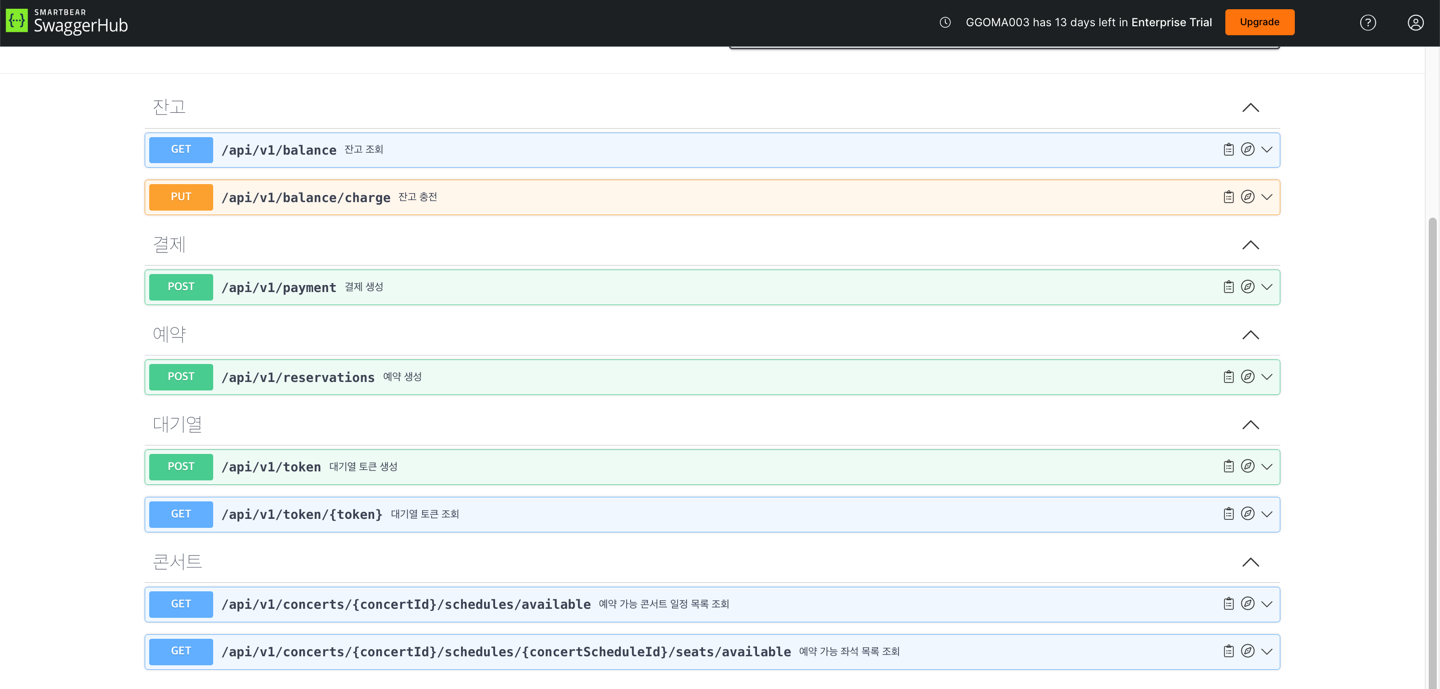 SMARTBEAR
SwaggerHub
GGOMA003 has 13 days left in Enterprise Trial
Upgrade
잔고
GET /api/v1/balance 잔고 조회
PUT /api/v1/balance/charge 잔고 충전
결제
POST /api/v1/payment 결제 생성
예약
POST /api/v1/reservations 예약 생성
대기열
POST /api/v1/token 대기열 토큰 생성
GET /api/v1/token/{token} 대기열 토큰 조회
콘서트
GET /api/v1/concerts/{concertId}/schedules/available 예약 가능 콘서트 일정 목록 조회
GET /api/v1/concerts/{concertId}/schedules/{concertScheduleId}/seats/available 예약 가능 좌석 목록 조회